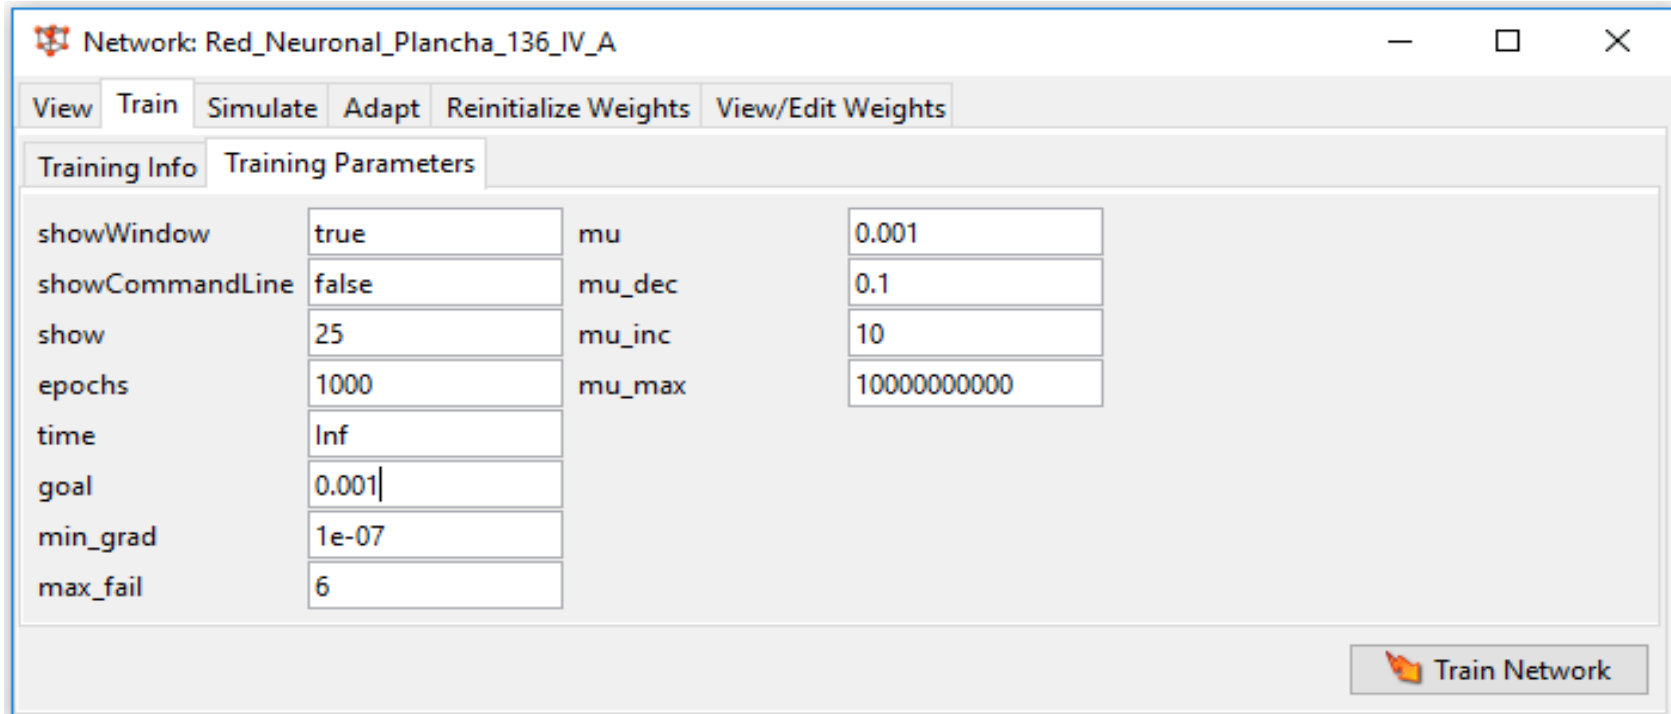 Network: Red_Neuronal_Plancha_136_IV_A
View Train Simulate Adapt Reinitialize Weights View/Edit Weights
Training Info Training Parameters
showWindow true mu 0.001
showCommandLine false mu_dec 0.1
show 25 mu_inc 10
epochs 1000 mu_max 10000000000
time Inf
goal 0.001
min_grad 1e-07
max_fail 6
Train Network